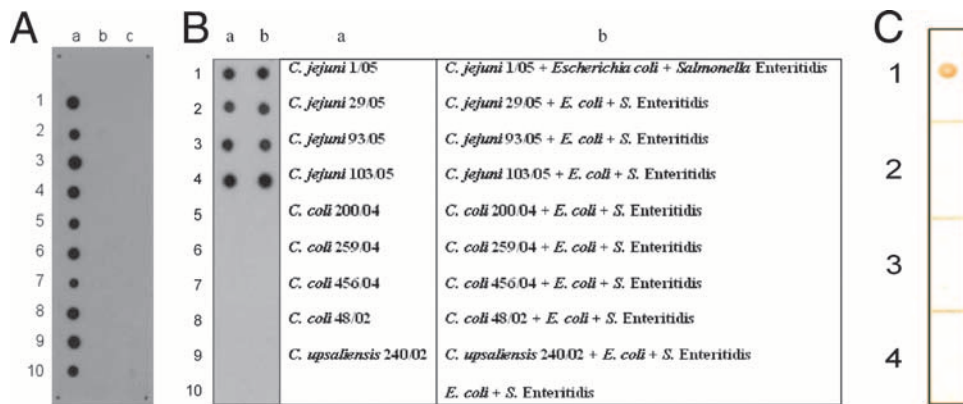 A
a b c
1
2
3
4
5
6
7
8
9
10
B
a b a b
1 C. jejuni 1/05 C. jejuni 1/05 + Escherichia coli + Salmonella Enteritidis
2 C. jejuni 29/05 C. jejuni 29/05 + E. coli + S. Enteritidis
3 C. jejuni 93/05 C. jejuni 93/05 + E. coli + S. Enteritidis
4 C. jejuni 103/05 C. jejuni 103/05 + E. coli + S. Enteritidis
5 C. coli 200/04 C. coli 200/04 + E. coli + S. Enteritidis
6 C. coli 259/04 C. coli 259/04 + E. coli + S. Enteritidis
7 C. coli 456/04 C. coli 456/04 + E. coli + S. Enteritidis
8 C. coli 48/02 C. coli 48/02 + E. coli + S. Enteritidis
9 C. upsaliensis 240/02 C. upsaliensis 240/02 + E. coli + S. Enteritidis
10 E. coli + S. Enteritidis
C
1
2
3
4